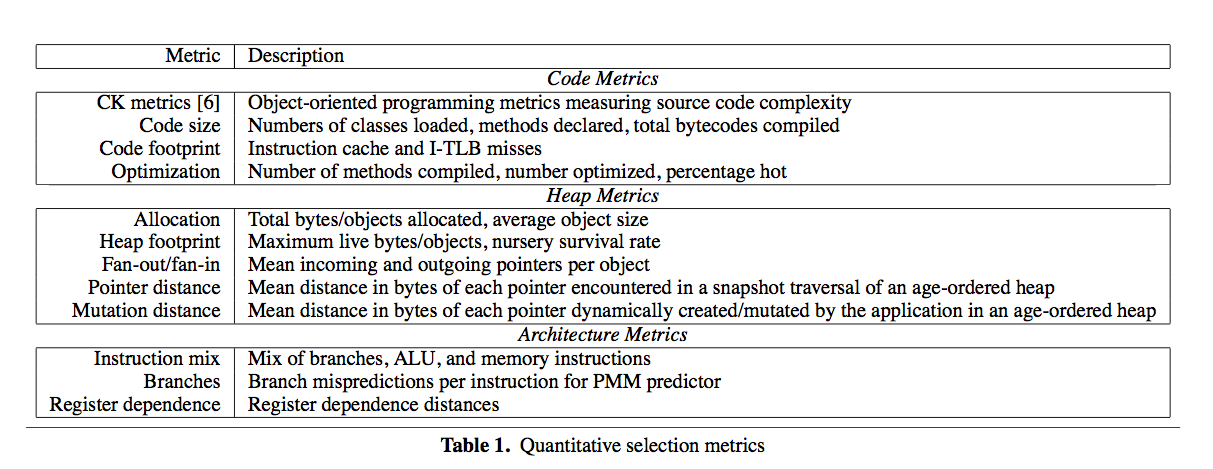 Metric Description
Code Metrics
CK metrics [6] Object-oriented programming metrics measuring source code complexity
Code size Numbers of classes loaded, methods declared, total bytecodes compiled
Code footprint Instruction cache and I-TLB misses
Optimization Number of methods compiled, number optimized, percentage hot
Heap Metrics
Allocation Total bytes/objects allocated, average object size
Heap footprint Maximum live bytes/objects, nursery survival rate
Fan-out/fan-in Mean incoming and outgoing pointers per object
Pointer distance Mean distance in bytes of each pointer encountered in a snapshot traversal of an age-ordered heap
Mutation distance Mean distance in bytes of each pointer dynamically created/mutated by the application in an age-ordered heap
Architecture Metrics
Instruction mix Mix of branches, ALU, and memory instructions
Branches Branch mispredictions per instruction for PMM predictor
Register dependence Register dependence distances
Table 1. Quantitative selection metrics